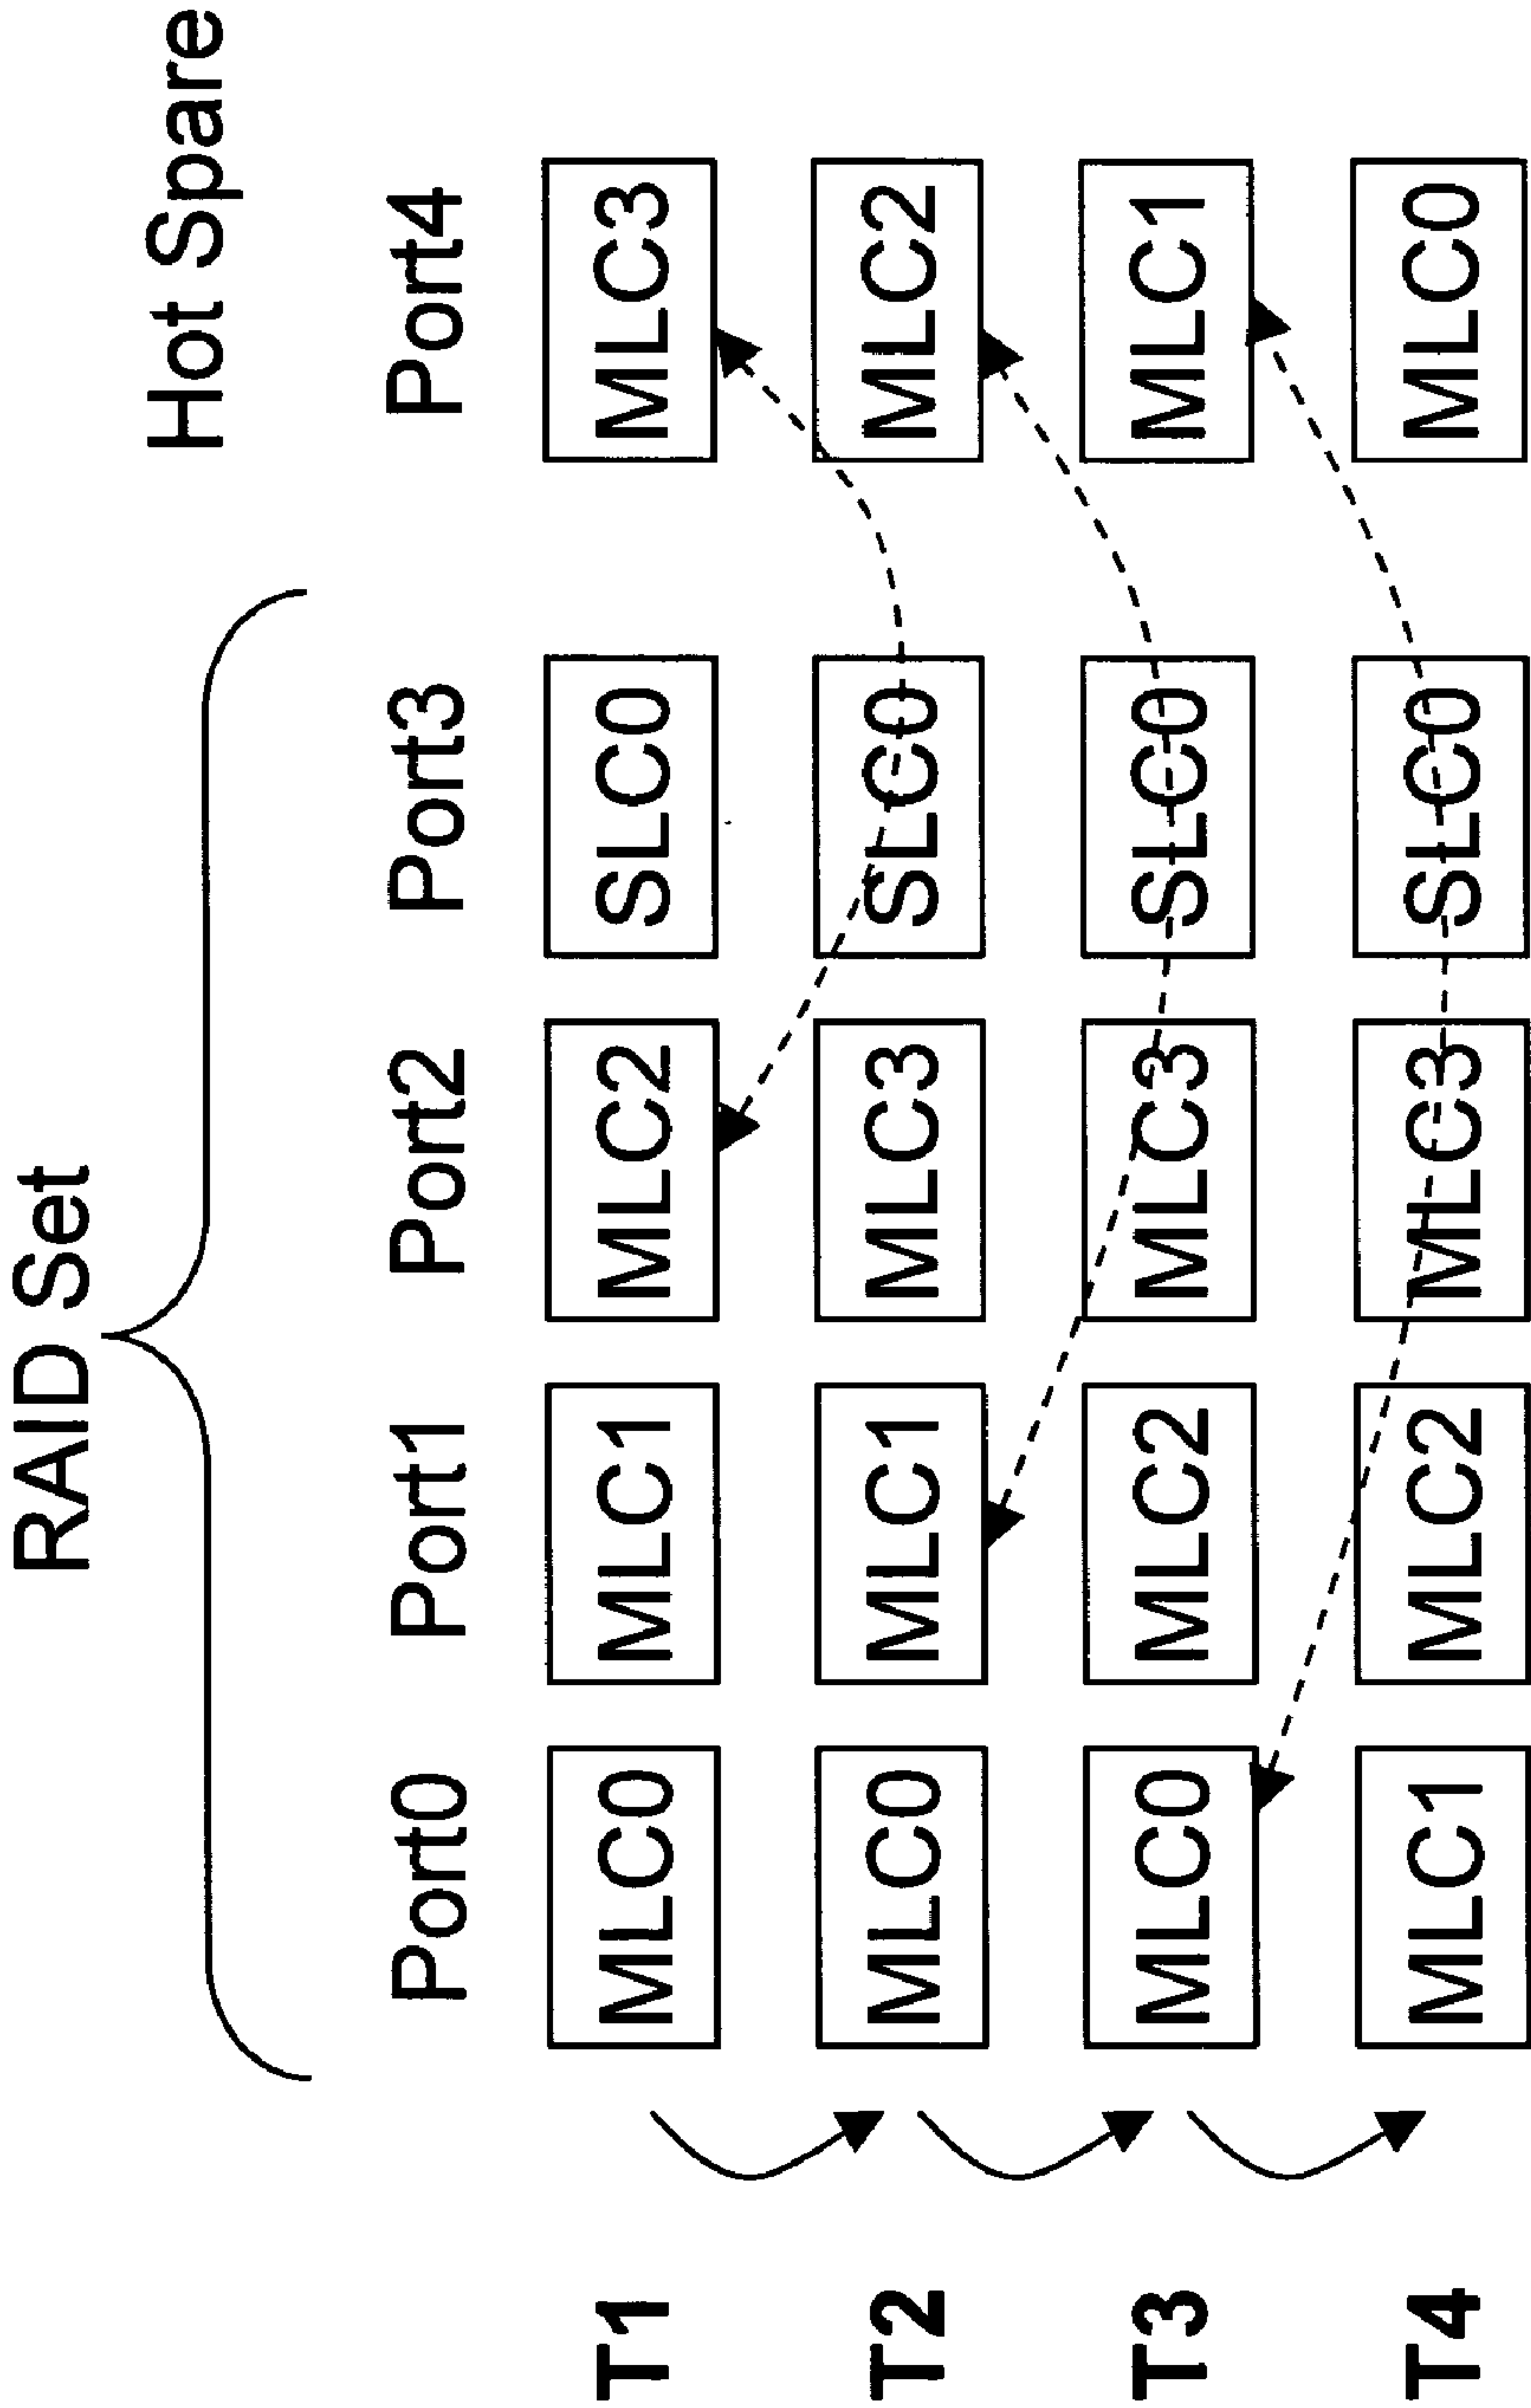 RAID Set
Hot Spare
Port0 Port1 Port2 Port3 Port4
T1 MLC0 MLC1 MLC2 SLC0 MLC3
T2 MLC0 MLC1 MLC3 SLC0 MLC2
T3 MLC0 MLC2 MLC3 SLC0 MLC1
T4 MLC1 MLC2 MLC3 SLC0 MLC0